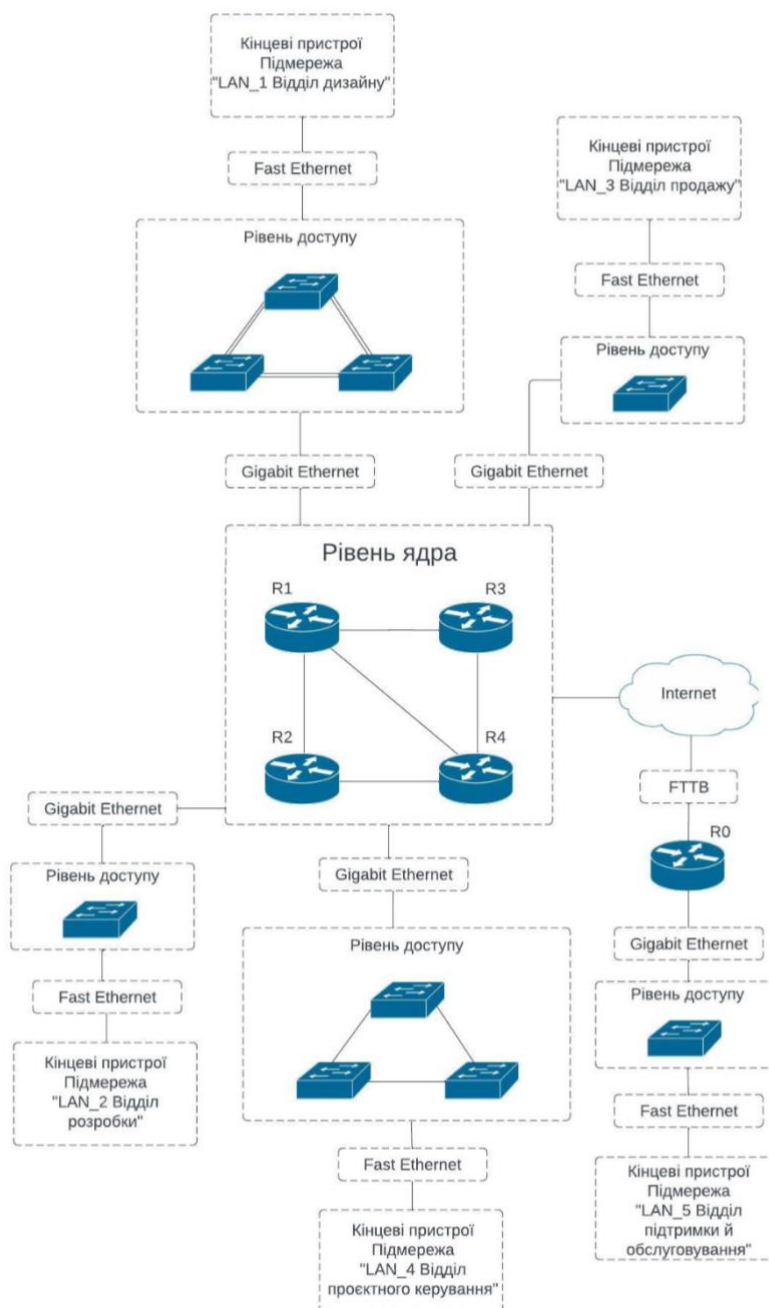 Кінцеві пристрої
Підмережа
"LAN_1 Відділ дизайну"
Fast Ethernet
Рівень доступу
Gigabit Ethernet
Кінцеві пристрої
Підмережа
"LAN_3 Відділ продажу"
Fast Ethernet
Рівень доступу
Gigabit Ethernet
Рівень ядра
R1
R3
R2
R4
Internet
FTTB
R0
Gigabit Ethernet
Рівень доступу
Fast Ethernet
Кінцеві пристрої
Підмережа
"LAN_2 Відділ
розробки"
Gigabit Ethernet
Рівень доступу
Fast Ethernet
Кінцеві пристрої
Підмережа
"LAN_4 Відділ
проєктного керування"
Gigabit Ethernet
Рівень доступу
Fast Ethernet
Кінцеві пристрої
Підмережа
"LAN_5 Відділ
підтримки й
обслуговування"